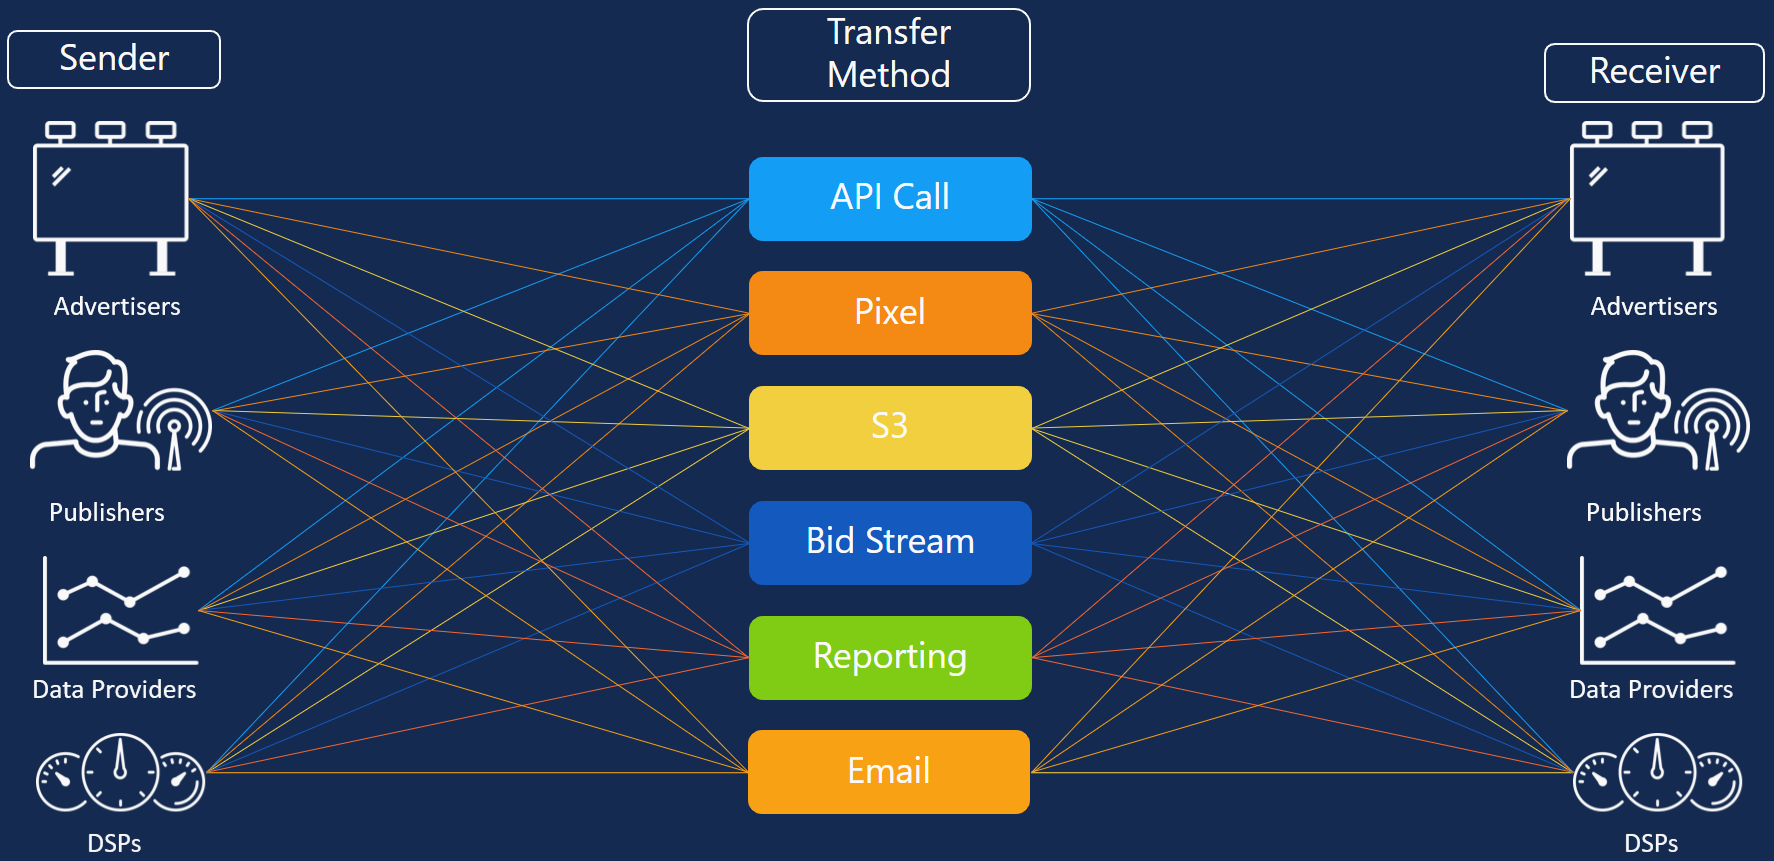 Sender
Transfer
Method
Receiver
API Call
Pixel
S3
Bid Stream
Reporting
Email
Advertisers
Publishers
Data Providers
DSPs
Advertisers
Publishers
Data Providers
DSPs